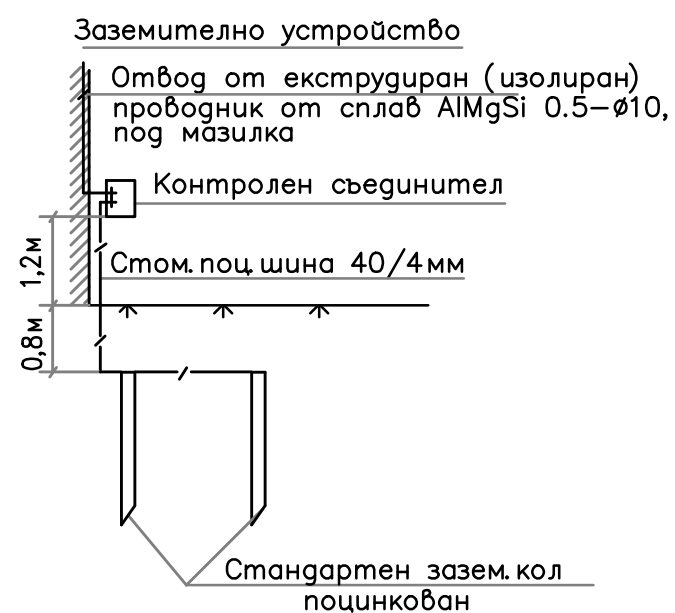 Заземително устройство
Отвод от екструдиран (изолиран)
проводник от сплав AlMgSi 0.5-ø10,
под мазилка
Контролен съединител
1,2м
Стом.поц.шина 40/4мм
0,8м
Стандартен зазем.кол
поцинкован